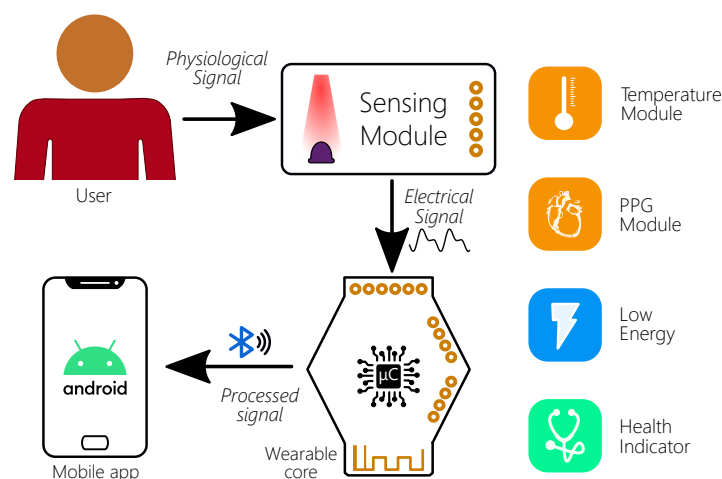 Physiological
Signal
Sensing
Module
User
Electrical
Signal
android
Processed
signal
µC
Wearable
core
Mobile app
Temperature
Module
PPG
Module
Low
Energy
Health
Indicator